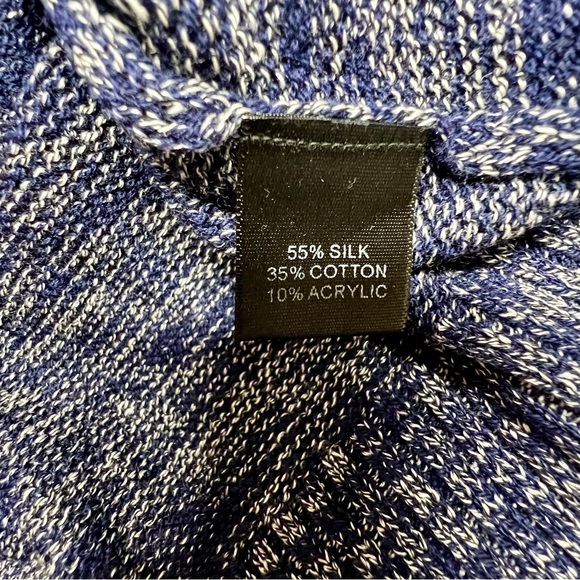 55% SILK
35% COTTON
10% ACRYLIC